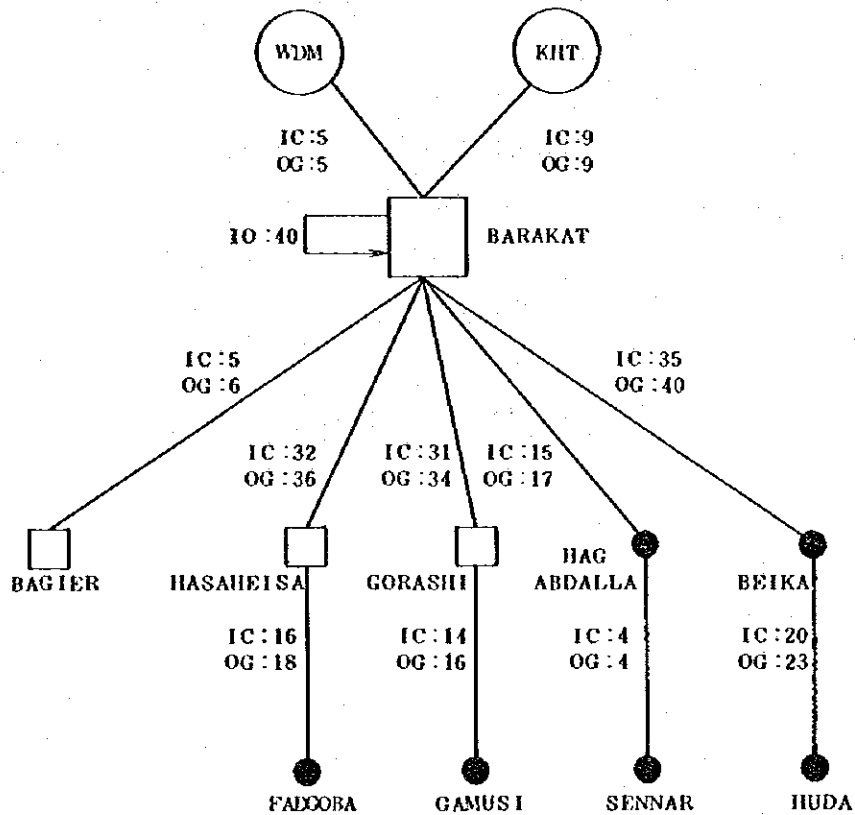 WDM
KHT
IC:5
OG:5
IC:9
OG:9
IO:40
BARAKAT
IC:5
OG:6
IC:35
OG:40
IC:32
OG:36
IC:31
OG:34
IC:15
OG:17
BAGIER
HASAHEISA
GORASHI
HAG
ABDALLA
BEIKA
IC:16
OG:18
IC:14
OG:16
IC:4
OG:4
IC:20
OG:23
FADGOBA
GAMUSI
SENNAR
HUDA